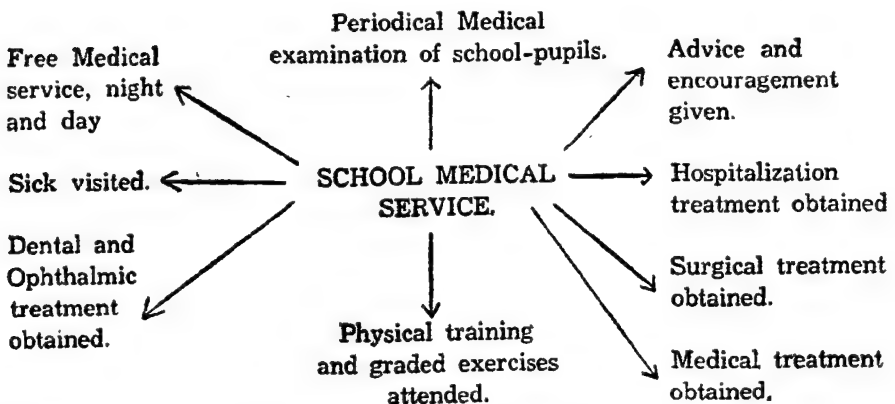 Periodical Medical
examination of school-pupils.
Free Medical
service, night
and day
Advice and
encouragement
given.
Sick visited.
SCHOOL MEDICAL
SERVICE.
Hospitalization
treatment obtained
Dental and
Ophthalmic
treatment
obtained.
Surgical treatment
obtained.
Physical training
and graded exercises
attended.
Medical treatment
obtained.